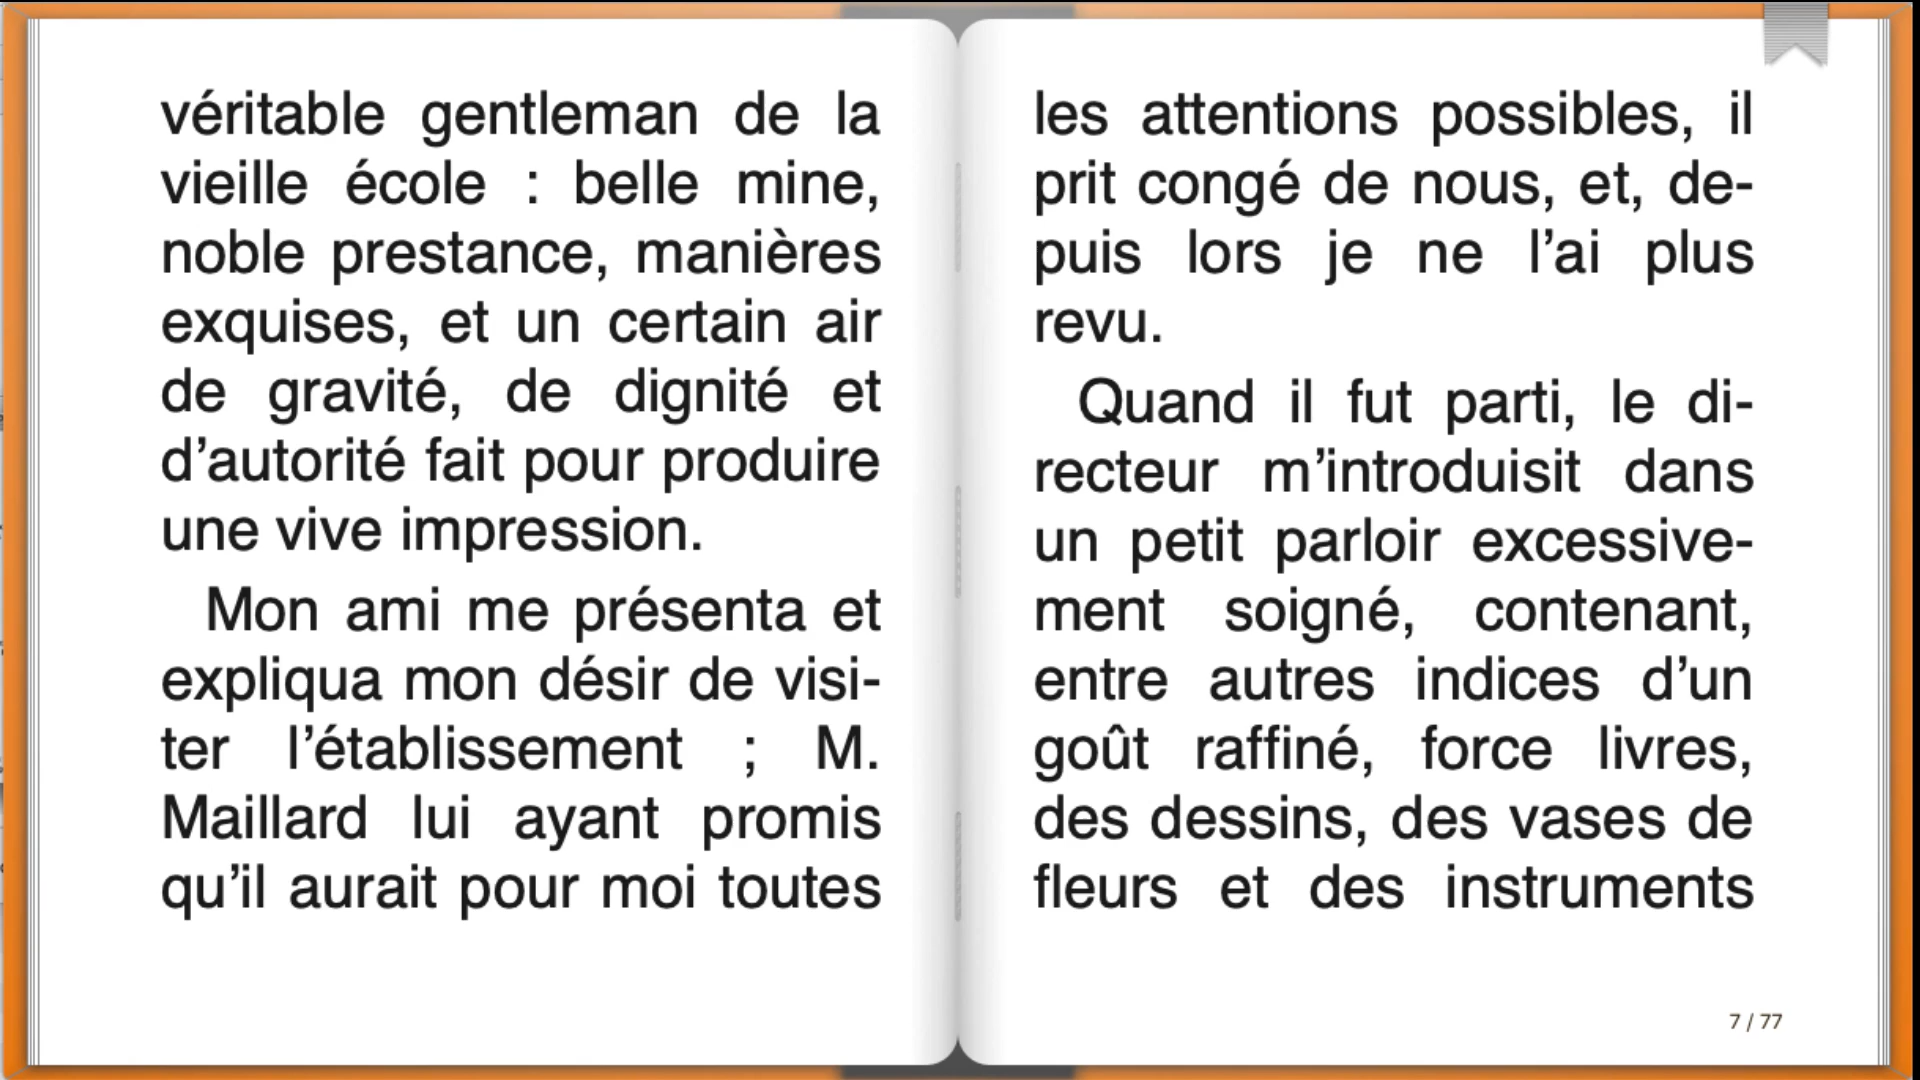 véritable gentleman de la
vieille école : belle mine,
noble prestance, manières
exquises, et un certain air
de gravité, de dignité et
d’autorité fait pour produire
une vive impression.
Mon ami me présenta et
expliqua mon désir de visi-
ter l’établissement ; M.
Maillard lui ayant promis
qu’il aurait pour moi toutes
les attentions possibles, il
prit congé de nous, et, de-
puis lors je ne l’ai plus
revu.
Quand il fut parti, le di-
recteur m’introduisit dans
un petit parloir excessive-
ment soigné, contenant,
entre autres indices d’un
goût raffiné, force livres,
des dessins, des vases de
fleurs et des instruments
7 / 77